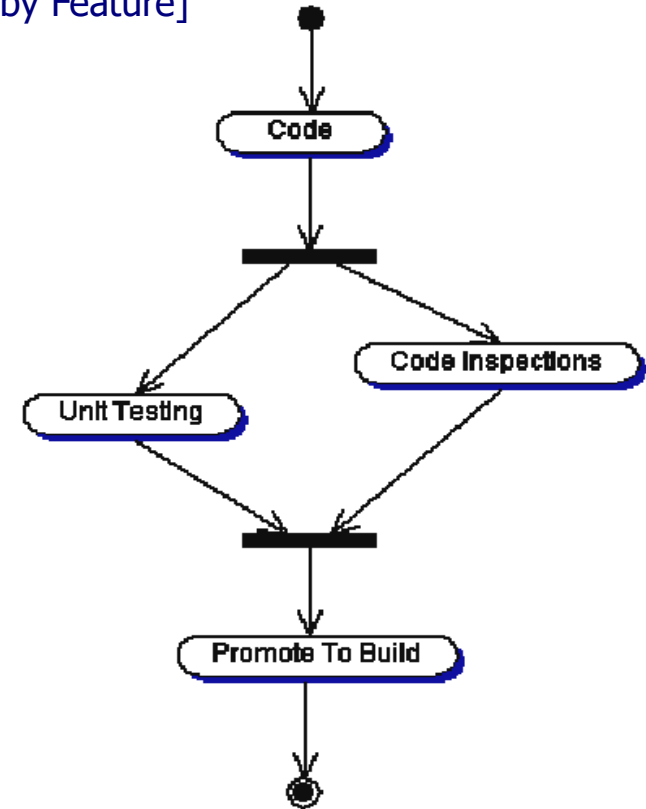 by Feature]
Code
Code Inspections
Unit Testing
Promote To Build